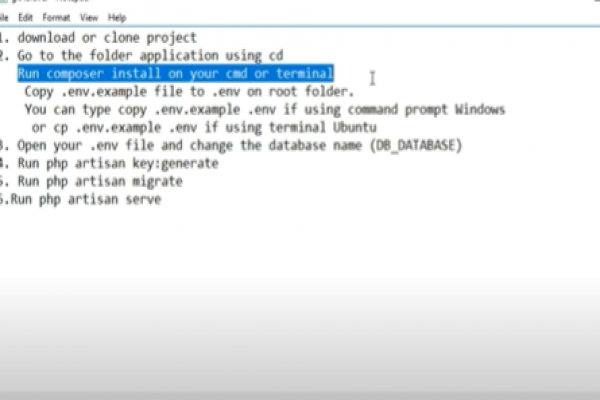 File Edit Format View Help
1. download or clone project
2. Go to the folder application using cd
Run composer install on your cmd or terminal
Copy .env.example file to .env on root folder.
You can type copy .env.example .env if using command prompt Windows
or cp .env.example .env if using terminal Ubuntu
3. Open your .env file and change the database name (DB_DATABASE)
4. Run php artisan key:generate
5. Run php artisan migrate
6.Run php artisan serve